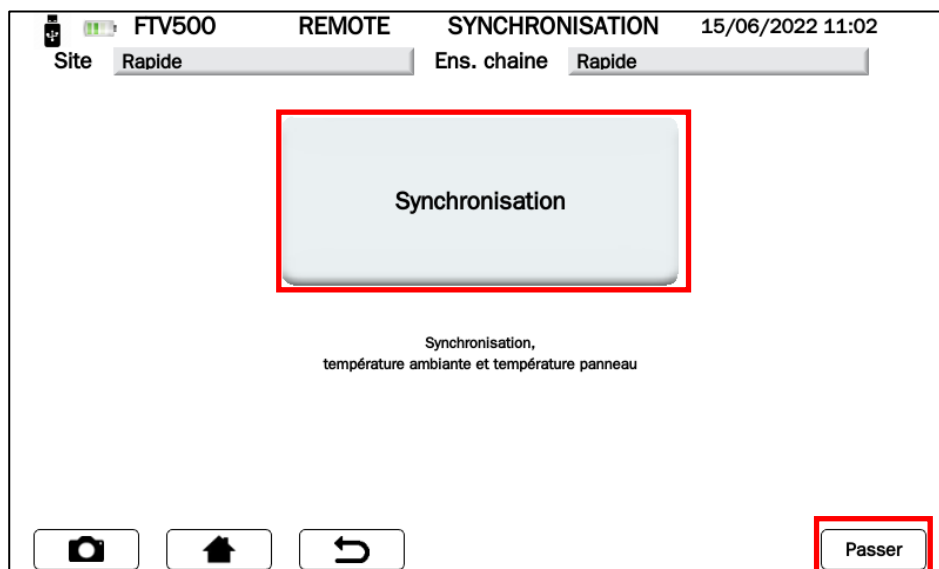 FTV500 REMOTE SYNCHRONISATION 15/06/2022 11:02
Site Rapide Ens. chaine Rapide
Synchronisation
Synchronisation,
température ambiante et température panneau
Passer